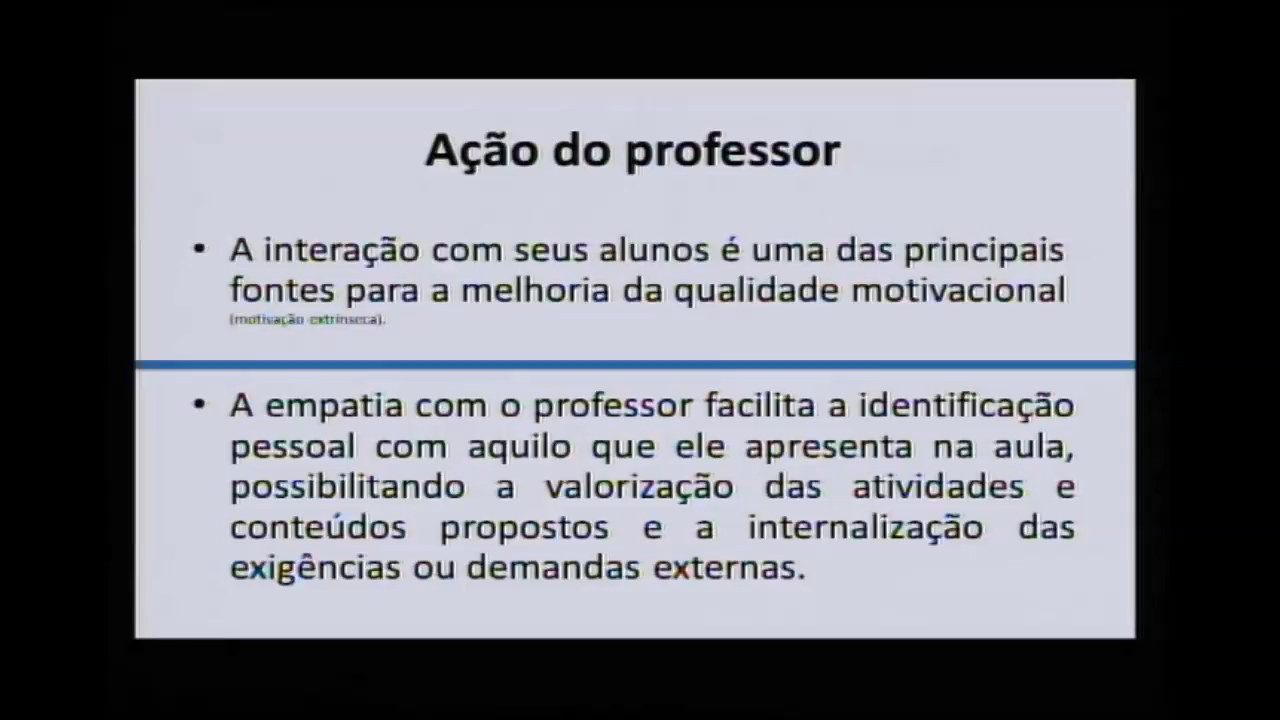 Ação do professor
• A interação com seus alunos é uma das principais
fontes para a melhoria da qualidade motivacional
(motivação extrínseca).
• A empatia com o professor facilita a identificação
pessoal com aquilo que ele apresenta na aula,
possibilitando a valorização das atividades e
conteúdos propostos e a internalização das
exigências ou demandas externas.